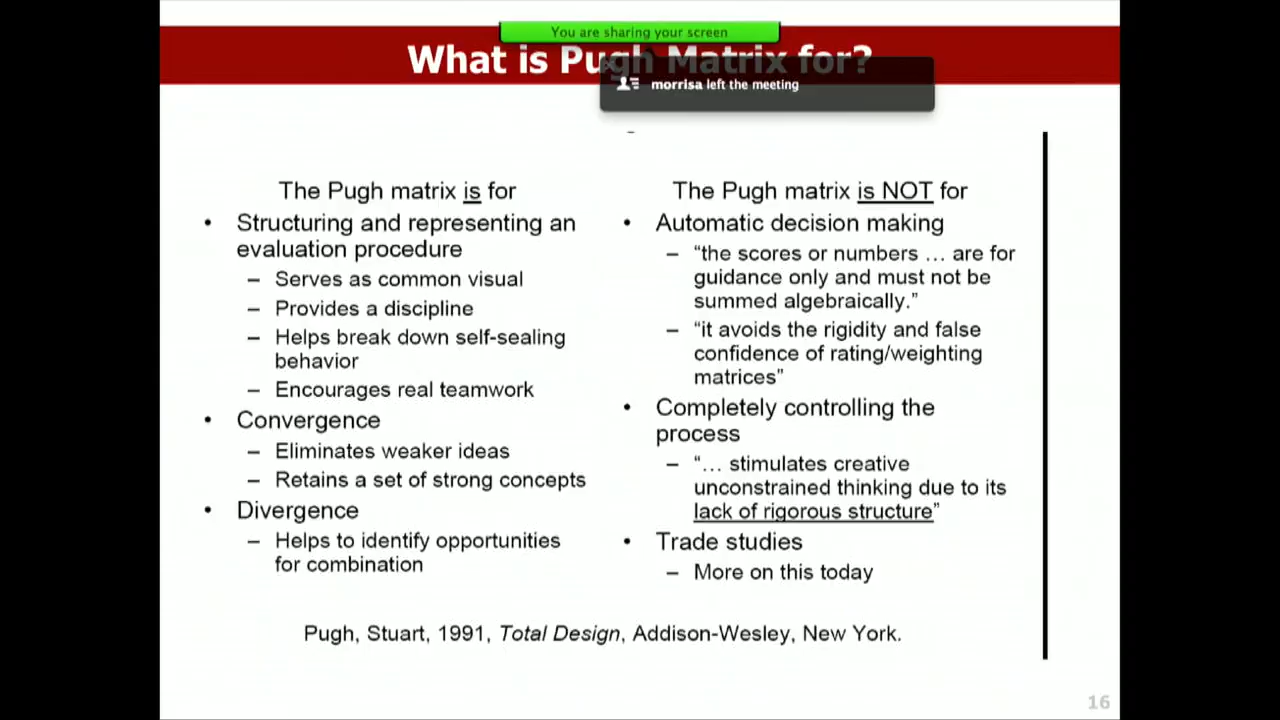 You are sharing your screen
What is Pugh Matrix for?
morrisa left the meeting
The Pugh matrix is for
• Structuring and representing an
evaluation procedure
– Serves as common visual
– Provides a discipline
– Helps break down self-sealing
behavior
– Encourages real teamwork
• Convergence
– Eliminates weaker ideas
– Retains a set of strong concepts
• Divergence
– Helps to identify opportunities
for combination
The Pugh matrix is NOT for
• Automatic decision making
– “the scores or numbers … are for
guidance only and must not be
summed algebraically.”
– “it avoids the rigidity and false
confidence of rating/weighting
matrices”
• Completely controlling the
process
– “… stimulates creative
unconstrained thinking due to its
lack of rigorous structure”
• Trade studies
– More on this today
Pugh, Stuart, 1991, Total Design, Addison-Wesley, New York.
16